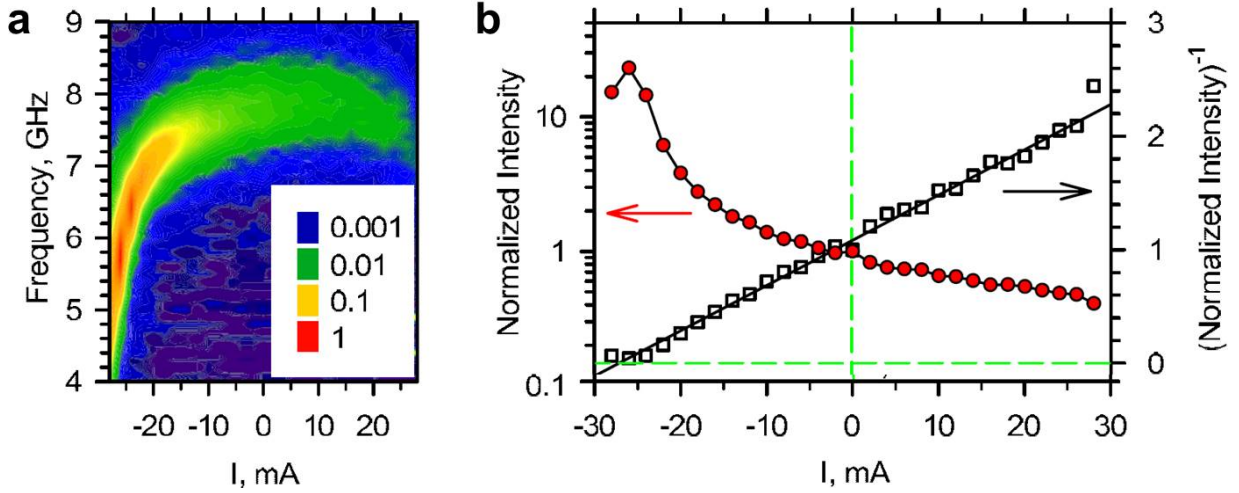 a
Frequency, GHz
9
8
7
6
5
4
0.001
0.01
0.1
1
-20 -10 0 10 20
I, mA
b
Normalized Intensity
10
1
0.1
3
2
1
0
(Normalized Intensity)-1
-30 -20 -10 0 10 20 30
I, mA